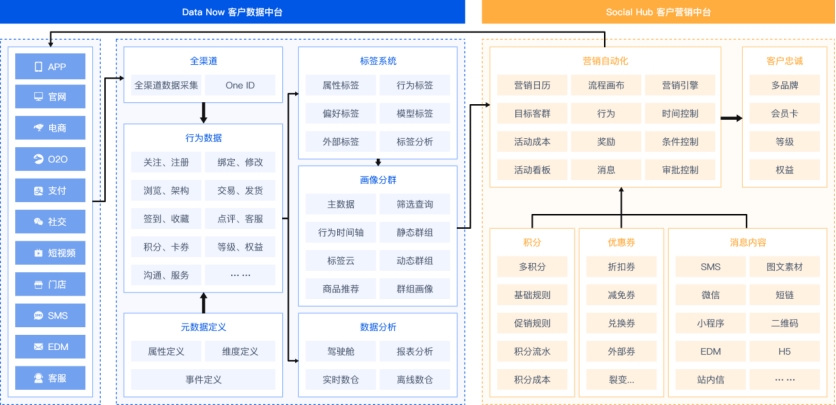 Data Now 客户数据中台
Social Hub 客户营销中台
APP
官网
电商
O2O
支付
社交
短视频
门店
SMS
EDM
客服
全渠道
全渠道数据采集 One ID
行为数据
关注、注册 绑定、修改
浏览、架构 交易、发货
签到、收藏 点评、客服
积分、卡券 等级、权益
沟通、服务 … …
元数据定义
属性定义 维度定义
事件定义
标签系统
属性标签 行为标签
偏好标签 模型标签
外部标签 标签分析
画像分群
主数据 筛选查询
行为时间轴 静态群组
标签云 动态群组
商品推荐 群组画像
数据分析
驾驶舱 报表分析
实时数仓 离线数仓
营销自动化
营销日历 流程画布 营销引擎
目标客群 行为 时间控制
活动成本 奖励 条件控制
活动看板 消息 审批控制
客户忠诚
多品牌
会员卡
等级
权益
积分
多积分
基础规则
促销规则
积分流水
积分成本
优惠券
折扣券
减免券
兑换券
外部券
裂变...
消息内容
SMS 图文素材
微信 短链
小程序 二维码
EDM H5
站内信 … …